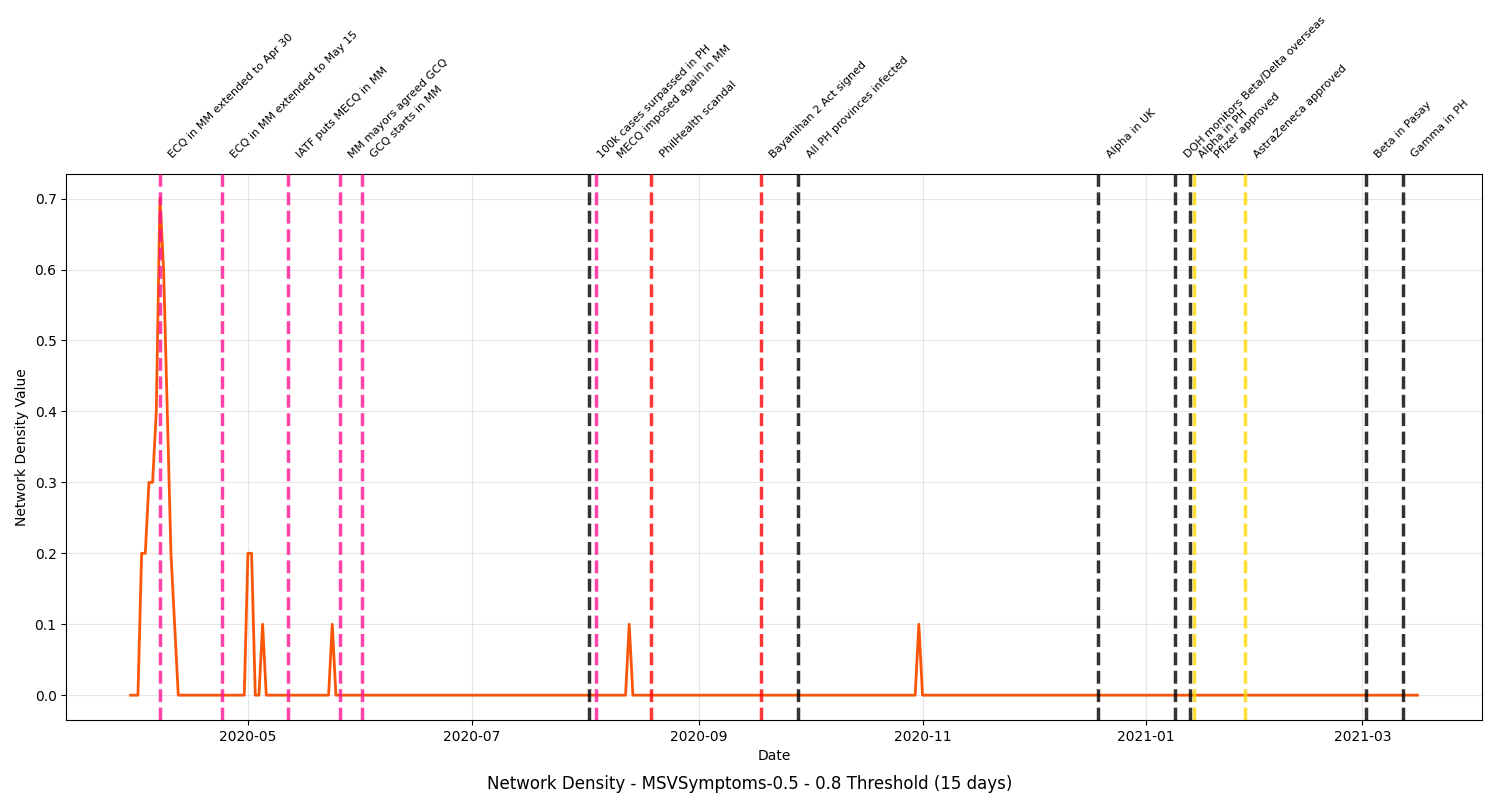 ECQ in MM extended to Apr 30
ECQ in MM extended to May 15
IATF puts MECQ in MM
MM mayors agreed GCQ
GCQ starts in MM
100k cases surpassed in PH
MECQ imposed again in MM
PhilHealth scandal
Bayanihan 2 Act signed
All PH provinces infected
Alpha in UK
DOH monitors Beta/Delta overseas
Alpha in PH
Pfizer approved
AstraZeneca approved
Beta in Pasay
Gamma in PH
Network Density Value
0.7
0.6
0.5
0.4
0.3
0.2
0.1
0.0
2020-05
2020-07
2020-09
2020-11
2021-01
2021-03
Date
Network Density - MSVSymptoms-0.5 - 0.8 Threshold (15 days)